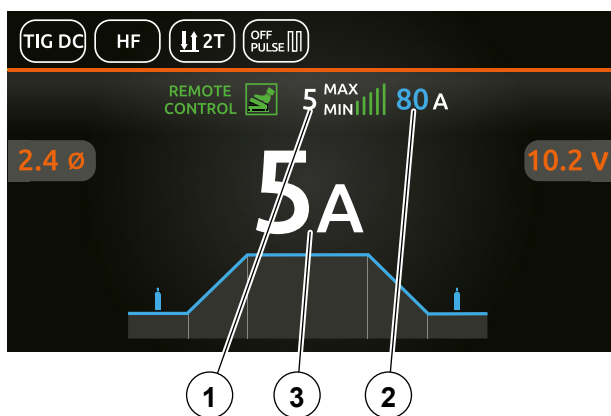 TIG DC HF 2T OFF PULSE
REMOTE CONTROL 5 MAX MIN 80 A
2.4 ø 10.2 V
5 A
1 3 2